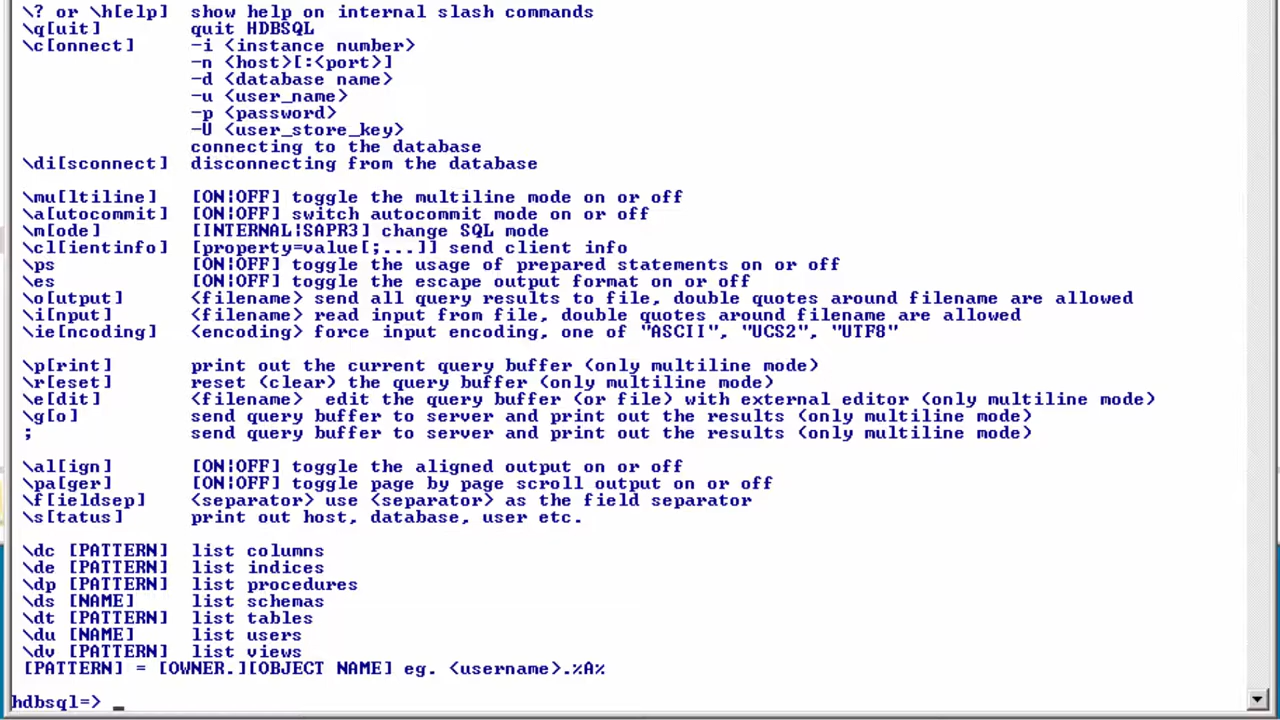 \? or \h[elp]  show help on internal slash commands
\q[uit]        quit HDBSQL
\c[onnect]     -i <instance number>
               -n <host>[:<port>]
               -d <database name>
               -u <user_name>
               -p <password>
               -U <user_store_key>
               connecting to the database
\di[sconnect]  disconnecting from the database
\mu[ltiline]   [ON|OFF] toggle the multiline mode on or off
\a[utocommit]  [ON|OFF] switch autocommit mode on or off
\m[ode]        [INTERNAL|SAPR3] change SQL mode
\cl[ientinfo]  [property=value[;...]] send client info
\ps            [ON|OFF] toggle the usage of prepared statements on or off
\es            [ON|OFF] toggle the escape output format on or off
\o[utput]      <filename> send all query results to file, double quotes around filename are allowed
\i[nput]       <filename> read input from file, double quotes around filename are allowed
\ie[ncoding]   <encoding> force input encoding, one of "ASCII", "UCS2", "UTF8"
\p[rint]       print out the current query buffer (only multiline mode)
\r[eset]       reset (clear) the query buffer (only multiline mode)
\e[dit]        <filename>  edit the query buffer (or file) with external editor (only multiline mode)
\g[o]          send query buffer to server and print out the results (only multiline mode)
;              send query buffer to server and print out the results (only multiline mode)
\al[ign]       [ON|OFF] toggle the aligned output on or off
\pa[ger]       [ON|OFF] toggle page by page scroll output on or off
\f[ieldsep]    <separator> use <separator> as the field separator
\s[tatus]      print out host, database, user etc.
\dc [PATTERN]  list columns
\de [PATTERN]  list indices
\dp [PATTERN]  list procedures
\ds [NAME]     list schemas
\dt [PATTERN]  list tables
\du [NAME]     list users
\dv [PATTERN]  list views
[PATTERN] = [OWNER.][OBJECT NAME] eg. <username>.%A%
hdbsql=> _